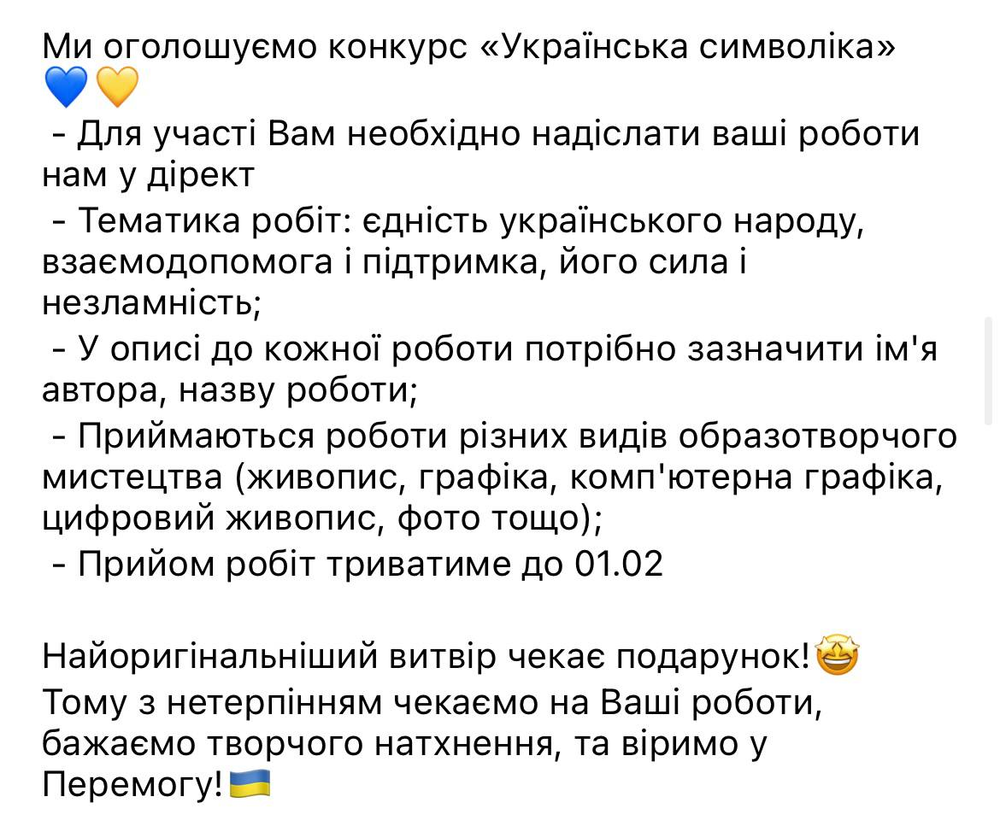 Ми оголошуємо конкурс «Українська символіка»
💙💛
- Для участі Вам необхідно надіслати ваші роботи
нам у дірект
- Тематика робіт: єдність українського народу,
взаємодопомога і підтримка, його сила і
незламність;
- У описі до кожної роботи потрібно зазначити ім'я
автора, назву роботи;
- Приймаються роботи різних видів образотворчого
мистецтва (живопис, графіка, комп'ютерна графіка,
цифровий живопис, фото тощо);
- Прийом робіт триватиме до 01.02

Найоригінальніший витвір чекає подарунок!🤩
Тому з нетерпінням чекаємо на Ваші роботи,
бажаємо творчого натхнення, та віримо у
Перемогу!🇺🇦